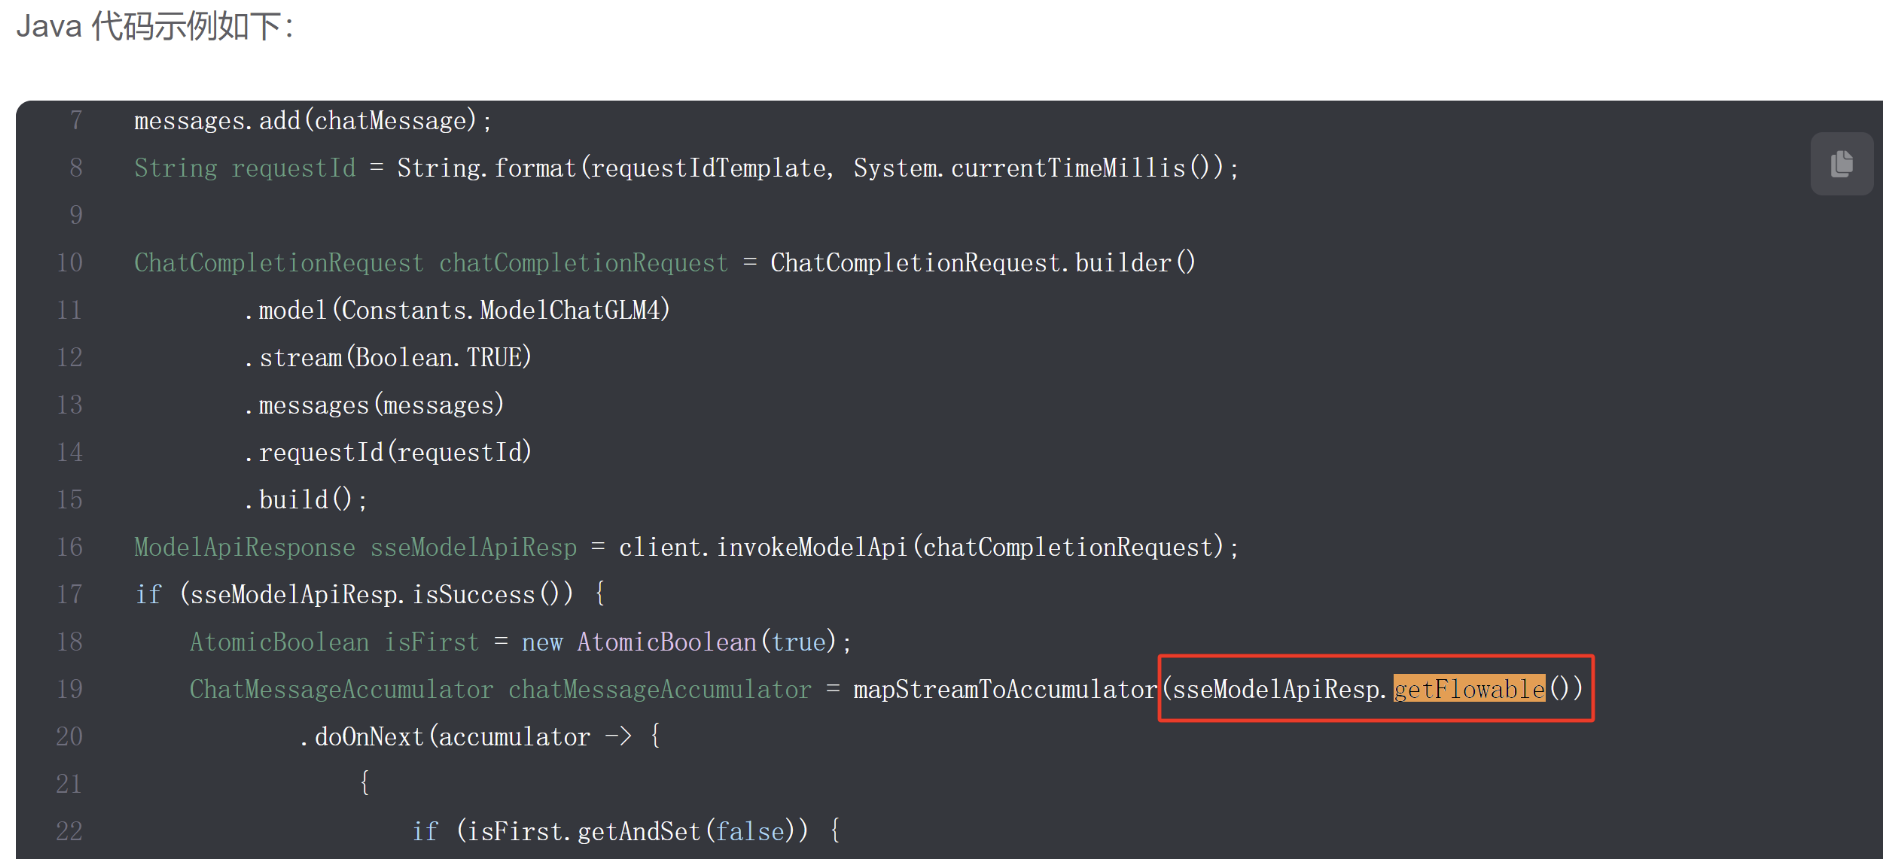 Java 代码示例如下：
7 messages.add(chatMessage);
8 String requestId = String.format(requestIdTemplate, System.currentTimeMillis());
9
10 ChatCompletionRequest chatCompletionRequest = ChatCompletionRequest.builder()
11 .model(Constants.ModelChatGLM4)
12 .stream(Boolean.TRUE)
13 .messages(messages)
14 .requestId(requestId)
15 .build();
16 ModelApiResponse sseModelApiResp = client.invokeModelApi(chatCompletionRequest);
17 if (sseModelApiResp.isSuccess()) {
18 AtomicBoolean isFirst = new AtomicBoolean(true);
19 ChatMessageAccumulator chatMessageAccumulator = mapStreamToAccumulator(sseModelApiResp.getFlowable())
20 .doOnNext(accumulator -> {
21 {
22 if (isFirst.getAndSet(false)) {